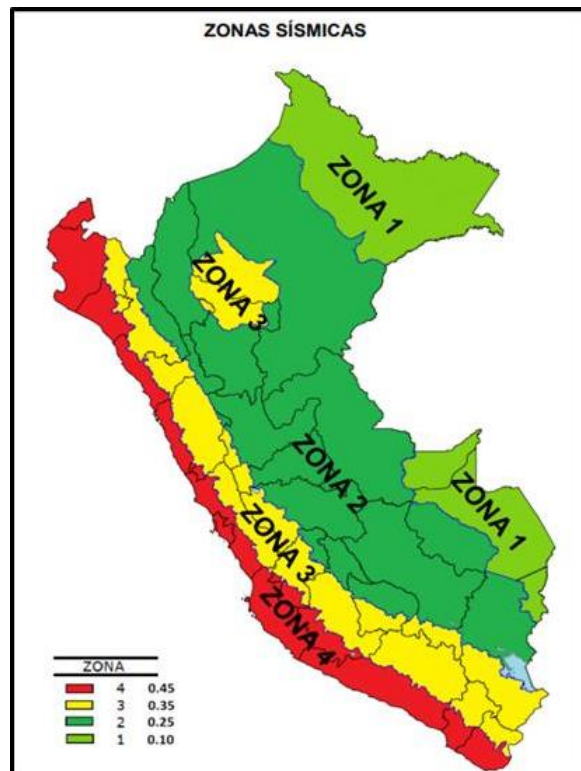 ZONAS SÍSMICAS
ZONA 1
ZONA 3
ZONA 2
ZONA 1
ZONA 3
ZONA 4
ZONA
4 0.45
3 0.35
2 0.25
1 0.10